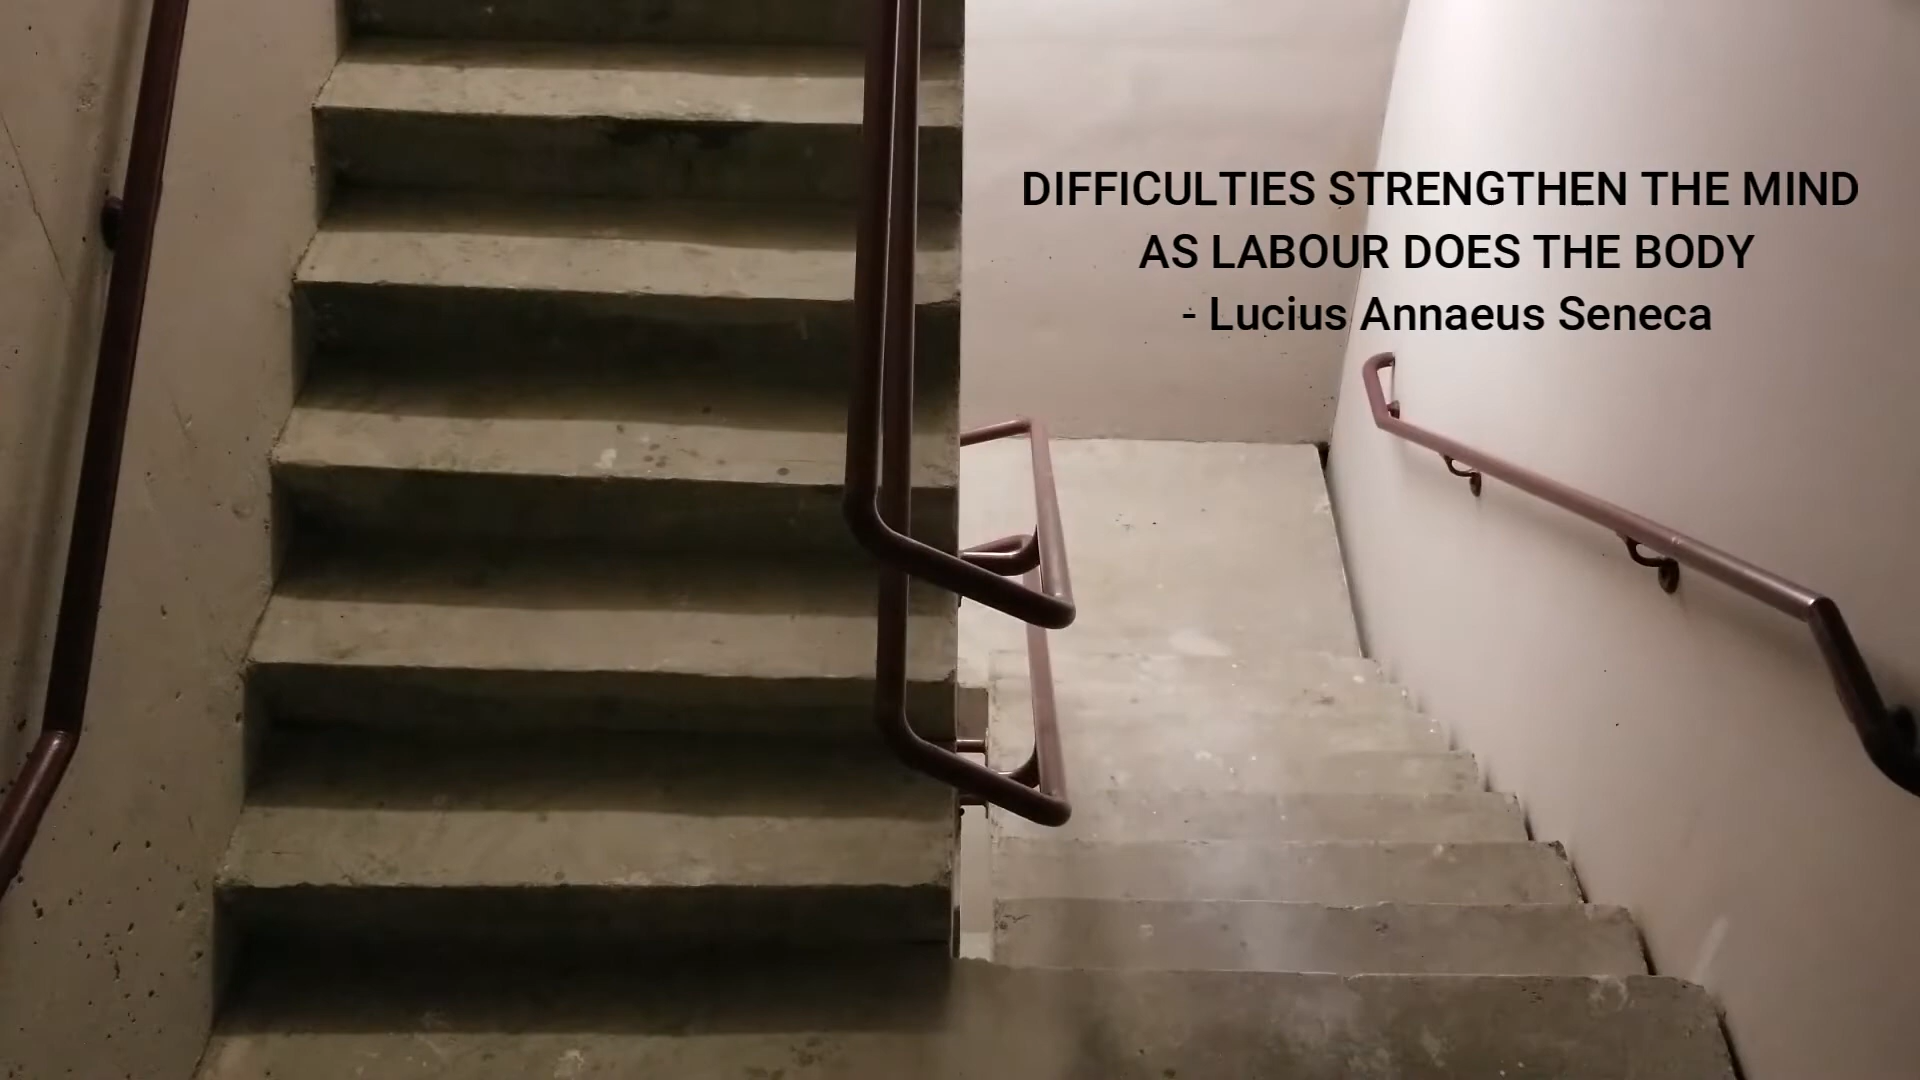 DIFFICULTIES STRENGTHEN THE MIND
AS LABOUR DOES THE BODY
- Lucius Annaeus Seneca